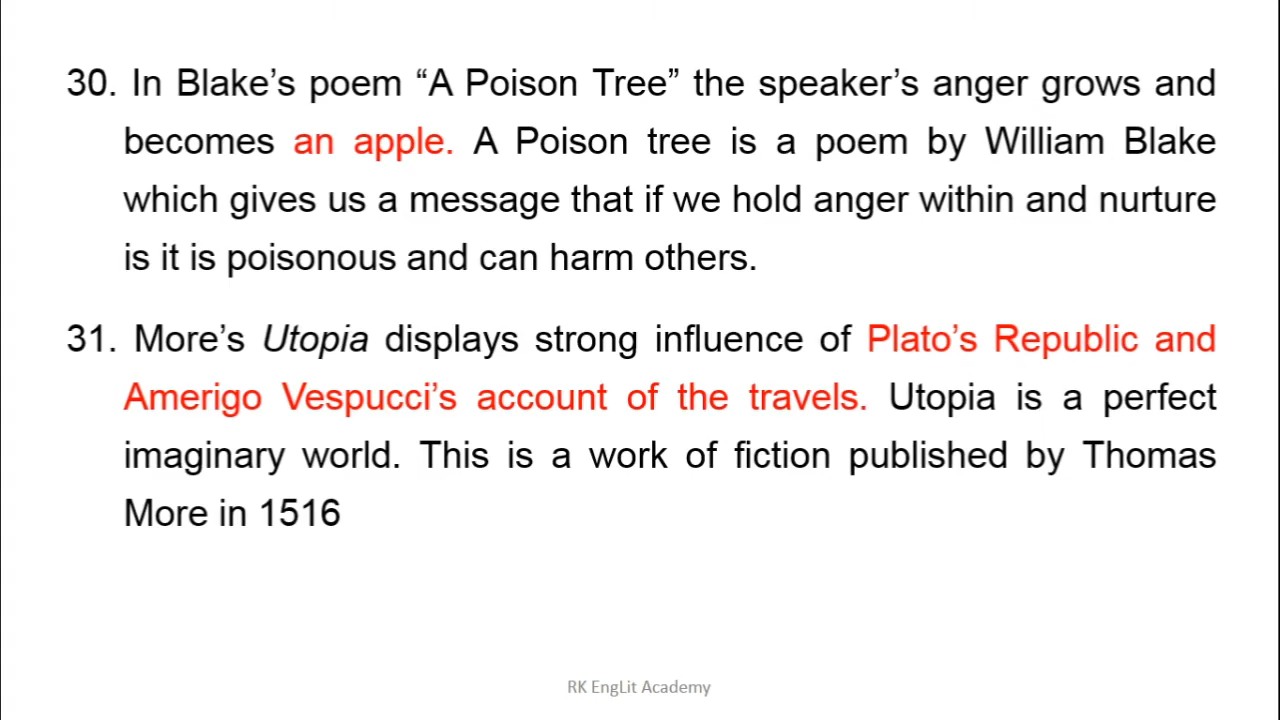 30. In Blake’s poem “A Poison Tree” the speaker’s anger grows and
becomes an apple. A Poison tree is a poem by William Blake
which gives us a message that if we hold anger within and nurture
is it is poisonous and can harm others.
31. More’s Utopia displays strong influence of Plato’s Republic and
Amerigo Vespucci’s account of the travels. Utopia is a perfect
imaginary world. This is a work of fiction published by Thomas
More in 1516
RK EngLit Academy